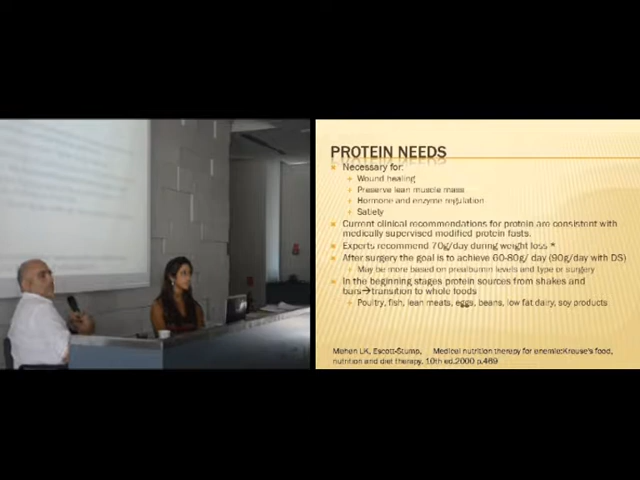 PROTEIN NEEDS
Necessary for:
Wound healing
Preserve lean muscle mass
Hormone and enzyme regulation
Satiety
Current clinical recommendations for protein are consistent with
medically supervised modified protein fasts.
Experts recommend 70g/day during weight loss *
After surgery the goal is to achieve 60-80g/ day (90g/day with DS)
May be more based on prealbumin levels and type or surgery
In the beginning stages protein sources from shakes and
bars→transition to whole foods
Poultry, fish, lean meats, eggs, beans, low fat dairy, soy products
Mehen LK, Escott-Stump, Medical nutrition therapy for enemie:Krause's food,
nutrition and diet therapy. 10th ed.2000 p.469